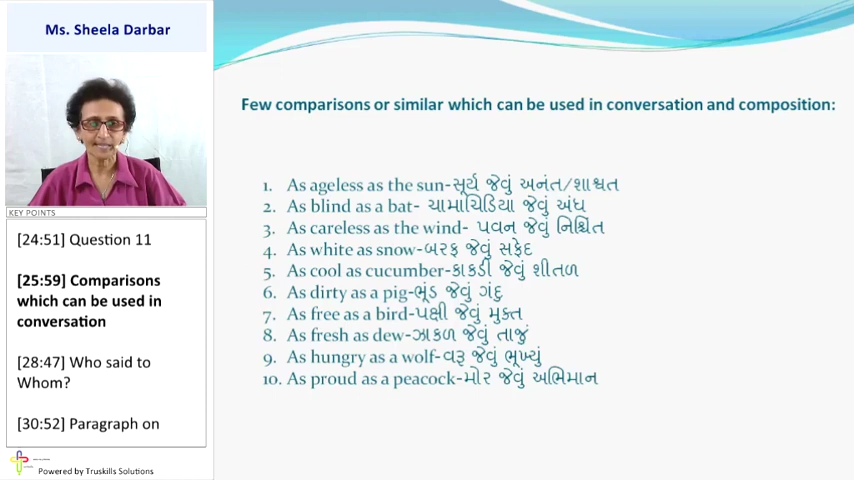 Ms. Sheela Darbar
KEY POINTS
[24:51] Question 11
[25:59] Comparisons
which can be used in
conversation
[28:47] Who said to
Whom?
[30:52] Paragraph on
Powered by Truskills Solutions
Few comparisons or similar which can be used in conversation and composition:
1. As ageless as the sun-સૂર્ય જેવું અનંત/શાશ્વત
2. As blind as a bat- ચામાચિડિયા જેવું અંધ
3. As careless as the wind- પવન જેવું નિશ્ચિંત
4. As white as snow-બરફ જેવું સફેદ
5. As cool as cucumber-કાકડી જેવું શીતળ
6. As dirty as a pig-ભૂંડ જેવું ગંદુ
7. As free as a bird-પક્ષી જેવું મુક્ત
8. As fresh as dew-ઝાકળ જેવું તાજું
9. As hungry as a wolf-વરૂ જેવું ભૂખ્યું
10. As proud as a peacock-મોર જેવું અભિમાન